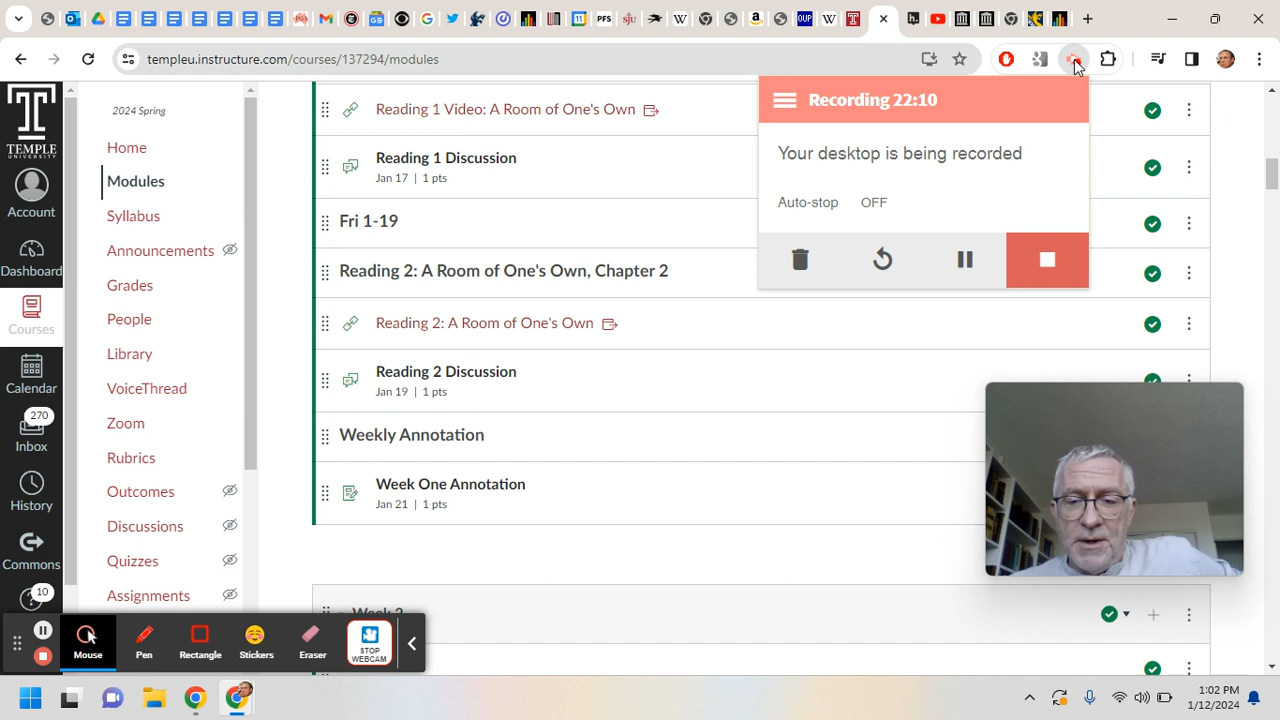 PFS
sju
OUP
templeu.instructure.com/courses/137294/modules
TEMPLE
UNIVERSITY
Account
Dashboard
Courses
Calendar
270
Inbox
History
Commons
10
2024 Spring
Home
Modules
Syllabus
Announcements
Grades
People
Library
VoiceThread
Zoom
Rubrics
Outcomes
Discussions
Quizzes
Assignments
Reading 1 Video: A Room of One's Own
Reading 1 Discussion
Jan 17 | 1 pts
Fri 1-19
Reading 2: A Room of One's Own, Chapter 2
Reading 2: A Room of One's Own
Reading 2 Discussion
Jan 19 | 1 pts
Weekly Annotation
Week One Annotation
Jan 21 | 1 pts
Week 2
Recording 22:10
Your desktop is being recorded
Auto-stop OFF
Mouse
Pen
Rectangle
Stickers
Eraser
STOP
WEBCAM
1:02 PM
1/12/2024